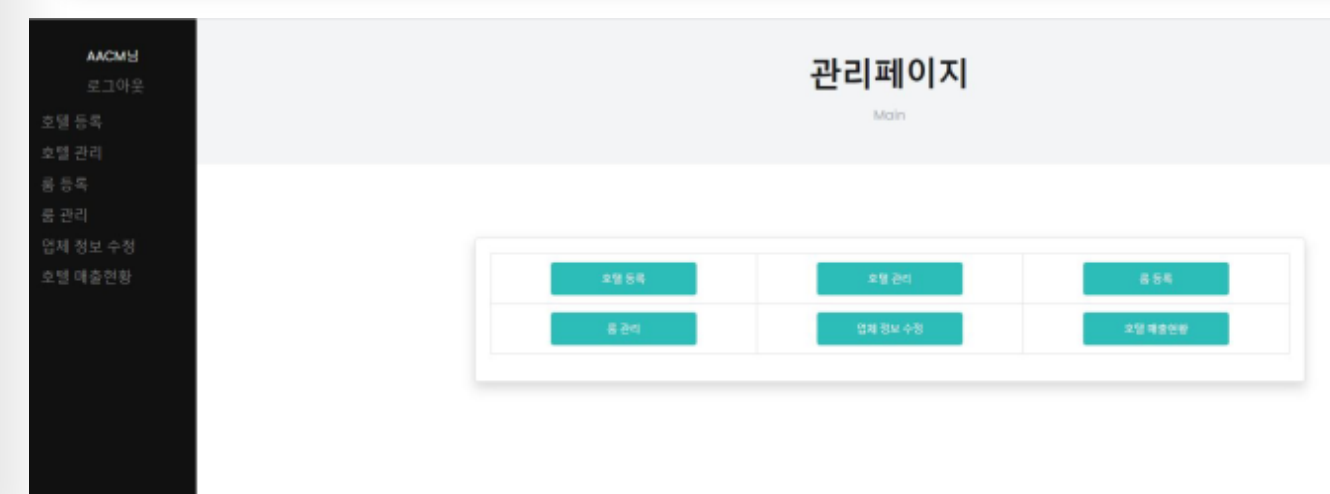 AACM님
로그아웃
호텔 등록
호텔 관리
룸 등록
룸 관리
업체 정보 수정
호텔 매출현황
관리페이지
Main
호텔 등록
호텔 관리
룸 등록
룸 관리
업체 정보 수정
호텔 매출현황